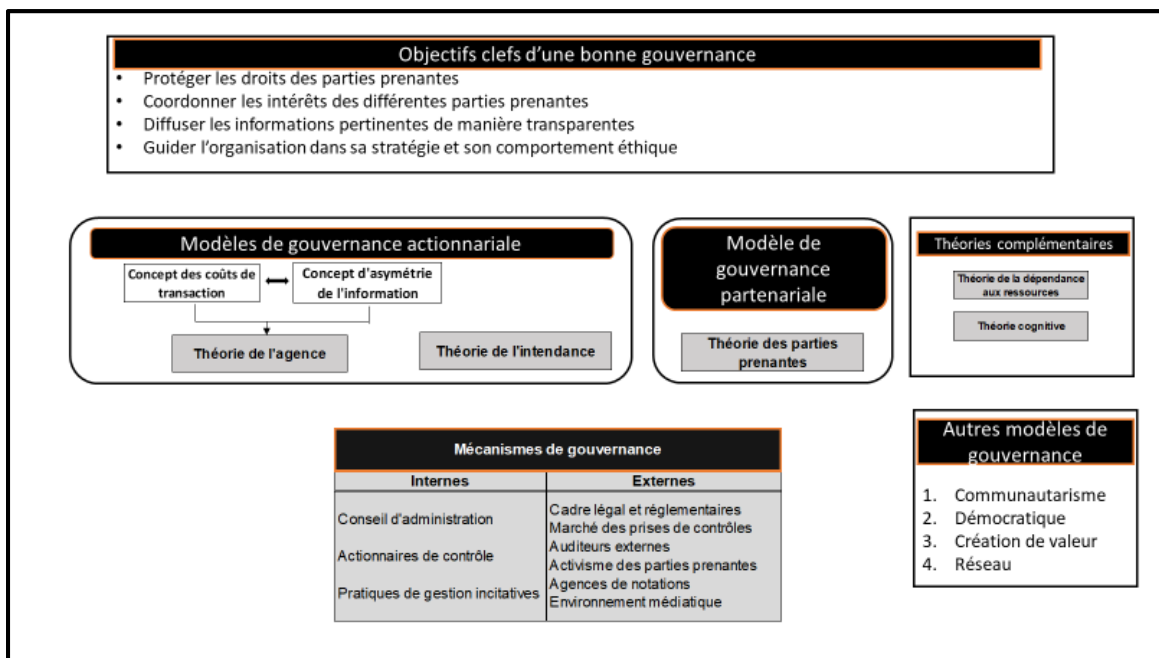 Objectifs clefs d'une bonne gouvernance
• Protéger les droits des parties prenantes
• Coordonner les intérêts des différentes parties prenantes
• Diffuser les informations pertinentes de manière transparentes
• Guider l'organisation dans sa stratégie et son comportement éthique
Modèles de gouvernance actionnariale
Concept des coûts de
transaction
Concept d'asymétrie
de l'information
Théorie de l'agence
Théorie de l'intendance
Modèle de
gouvernance
partenariale
Théorie des parties
prenantes
Théories complémentaires
Théorie de la dépendance
aux ressources
Théorie cognitive
Mécanismes de gouvernance
Internes
Externes
Conseil d'administration
Actionnaires de contrôle
Pratiques de gestion incitatives
Cadre légal et réglementaires
Marché des prises de contrôles
Auditeurs externes
Activisme des parties prenantes
Agences de notations
Environnement médiatique
Autres modèles de
gouvernance
1. Communautarisme
2. Démocratique
3. Création de valeur
4. Réseau